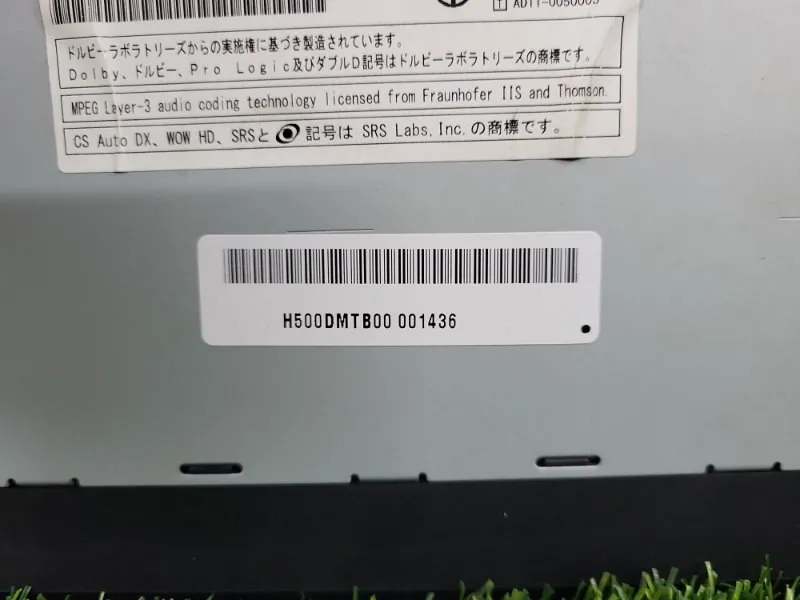 AD11-0050003
ドルビーラボラトリーズからの実施権に基づき製造されています。
Dolby、ドルビー、Pro Logic及びダブルD記号はドルビーラボラトリーズの商標です。
MPEG Layer-3 audio coding technology licensed from Fraunhofer IIS and Thomson.
CS Auto DX、WOW HD、SRSと 記号は SRS Labs, Inc. の商標です。
H500DMTB00 001436